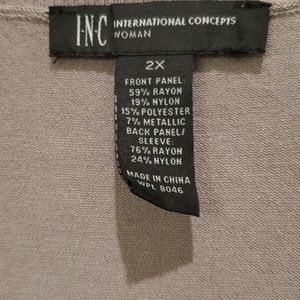 I·N·C INTERNATIONAL CONCEPTS
WOMAN
2X
FRONT PANEL:
59% RAYON
19% NYLON
15% POLYESTER
7% METALLIC
BACK PANEL/
SLEEVE:
76% RAYON
24% NYLON
MADE IN CHINA
WPL 8046